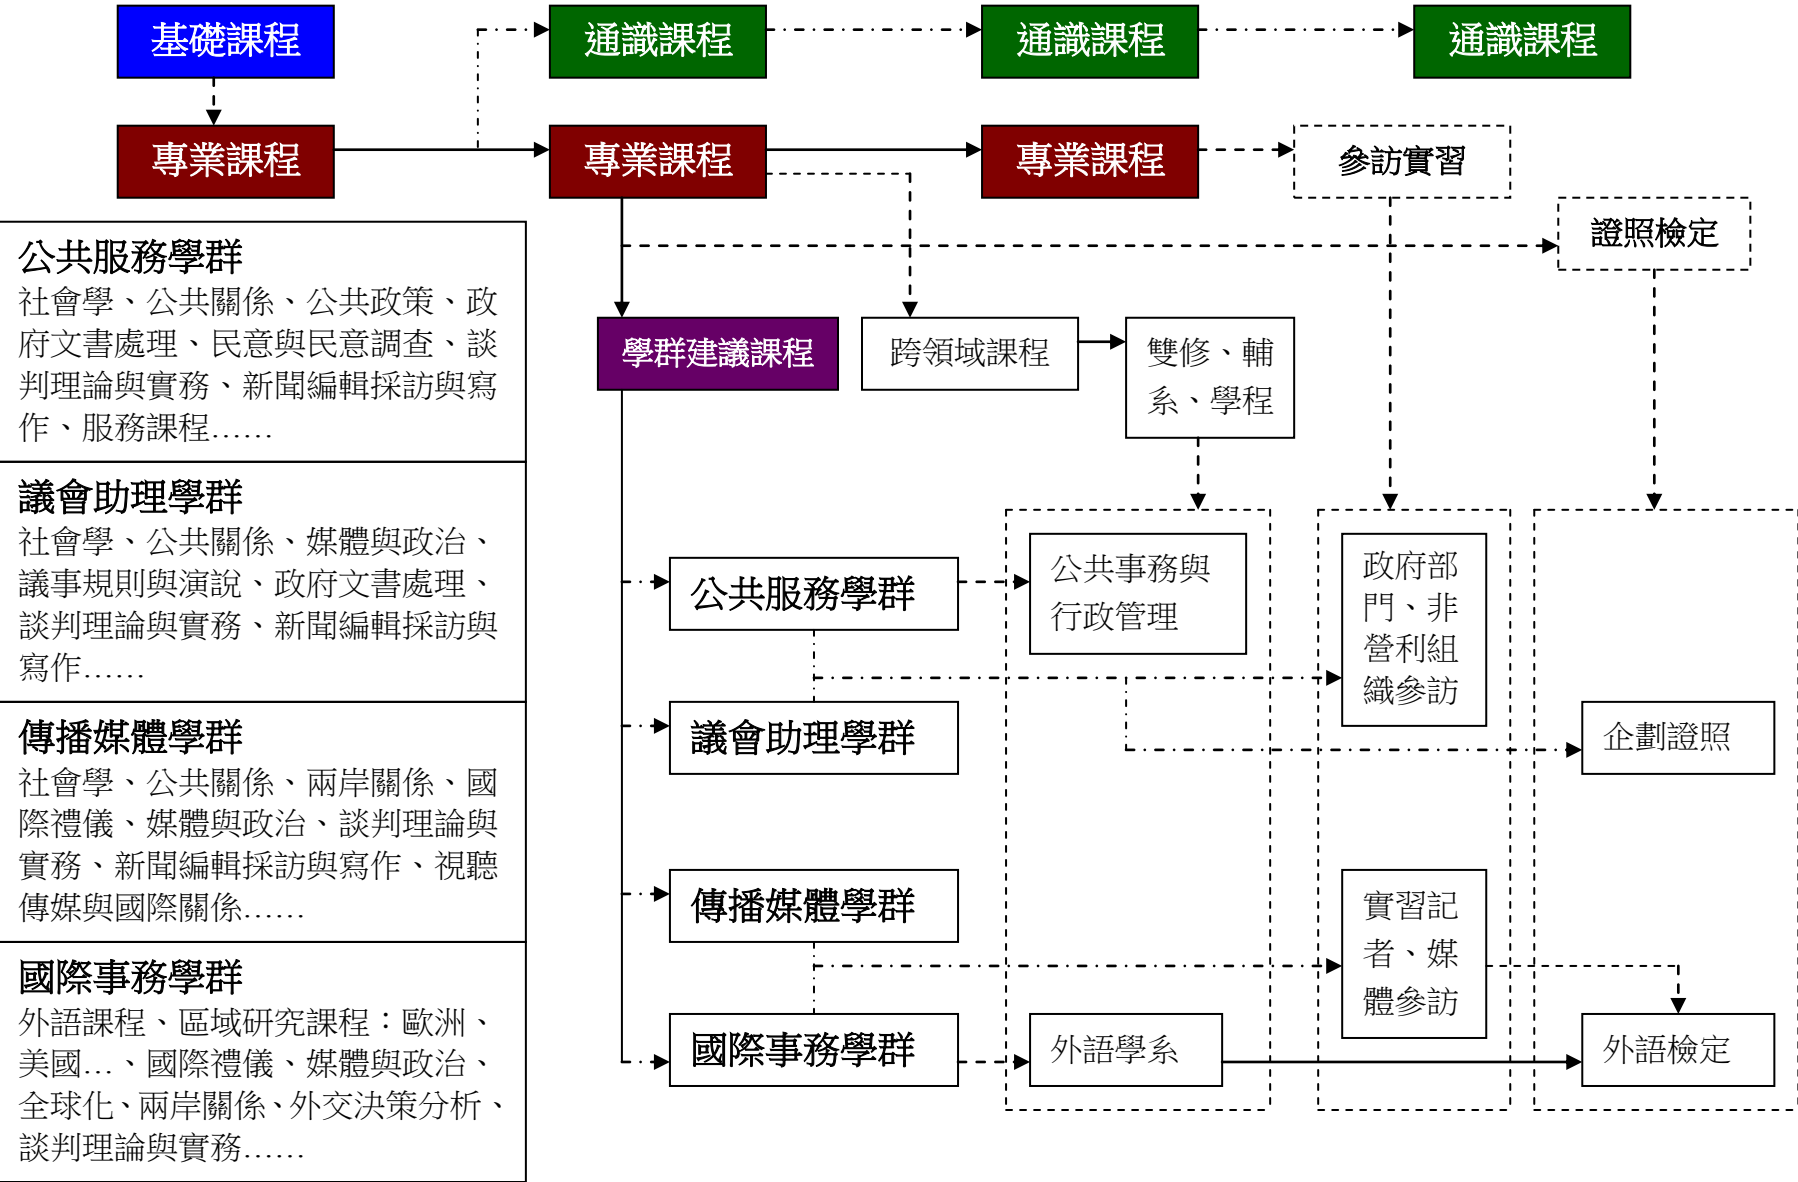 基礎課程
通識課程
通識課程
通識課程
專業課程
專業課程
專業課程
參訪實習
證照檢定
公共服務學群
社會學、公共關係、公共政策、政
府文書處理、民意與民意調查、談
判理論與實務、新聞編輯採訪與寫
作、服務課程……
議會助理學群
社會學、公共關係、媒體與政治、
議事規則與演說、政府文書處理、
談判理論與實務、新聞編輯採訪與
寫作……
傳播媒體學群
社會學、公共關係、兩岸關係、國
際禮儀、媒體與政治、談判理論與
實務、新聞編輯採訪與寫作、視聽
傳媒與國際關係……
國際事務學群
外語課程、區域研究課程：歐洲、
美國…、國際禮儀、媒體與政治、
全球化、兩岸關係、外交決策分析、
談判理論與實務……
學群建議課程
跨領域課程
雙修、輔
系、學程
公共服務學群
公共事務與
行政管理
政府部
門、非
營利組
織參訪
議會助理學群
企劃證照
傳播媒體學群
實習記
者、媒
體參訪
國際事務學群
外語學系
外語檢定